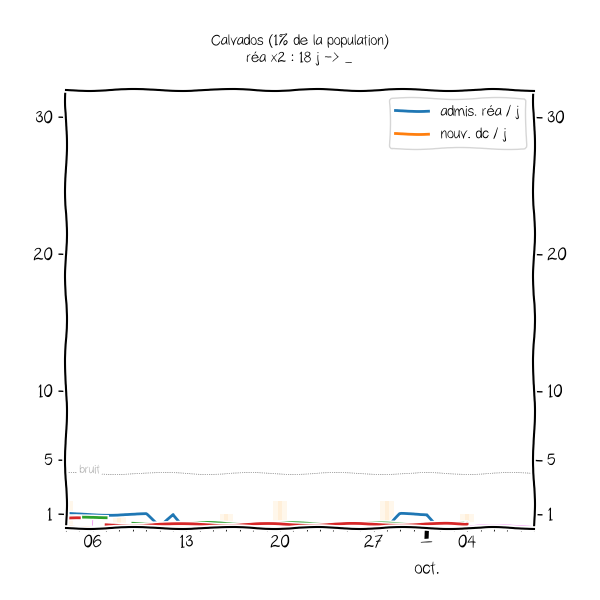 Calvados (1% de la population)
réa x2 : 18 j -> _
admis. réa / j
nouv. dc / j
30
30
20
20
10
10
5
5
bruit
1
1
06
13
20
27
04
oct.